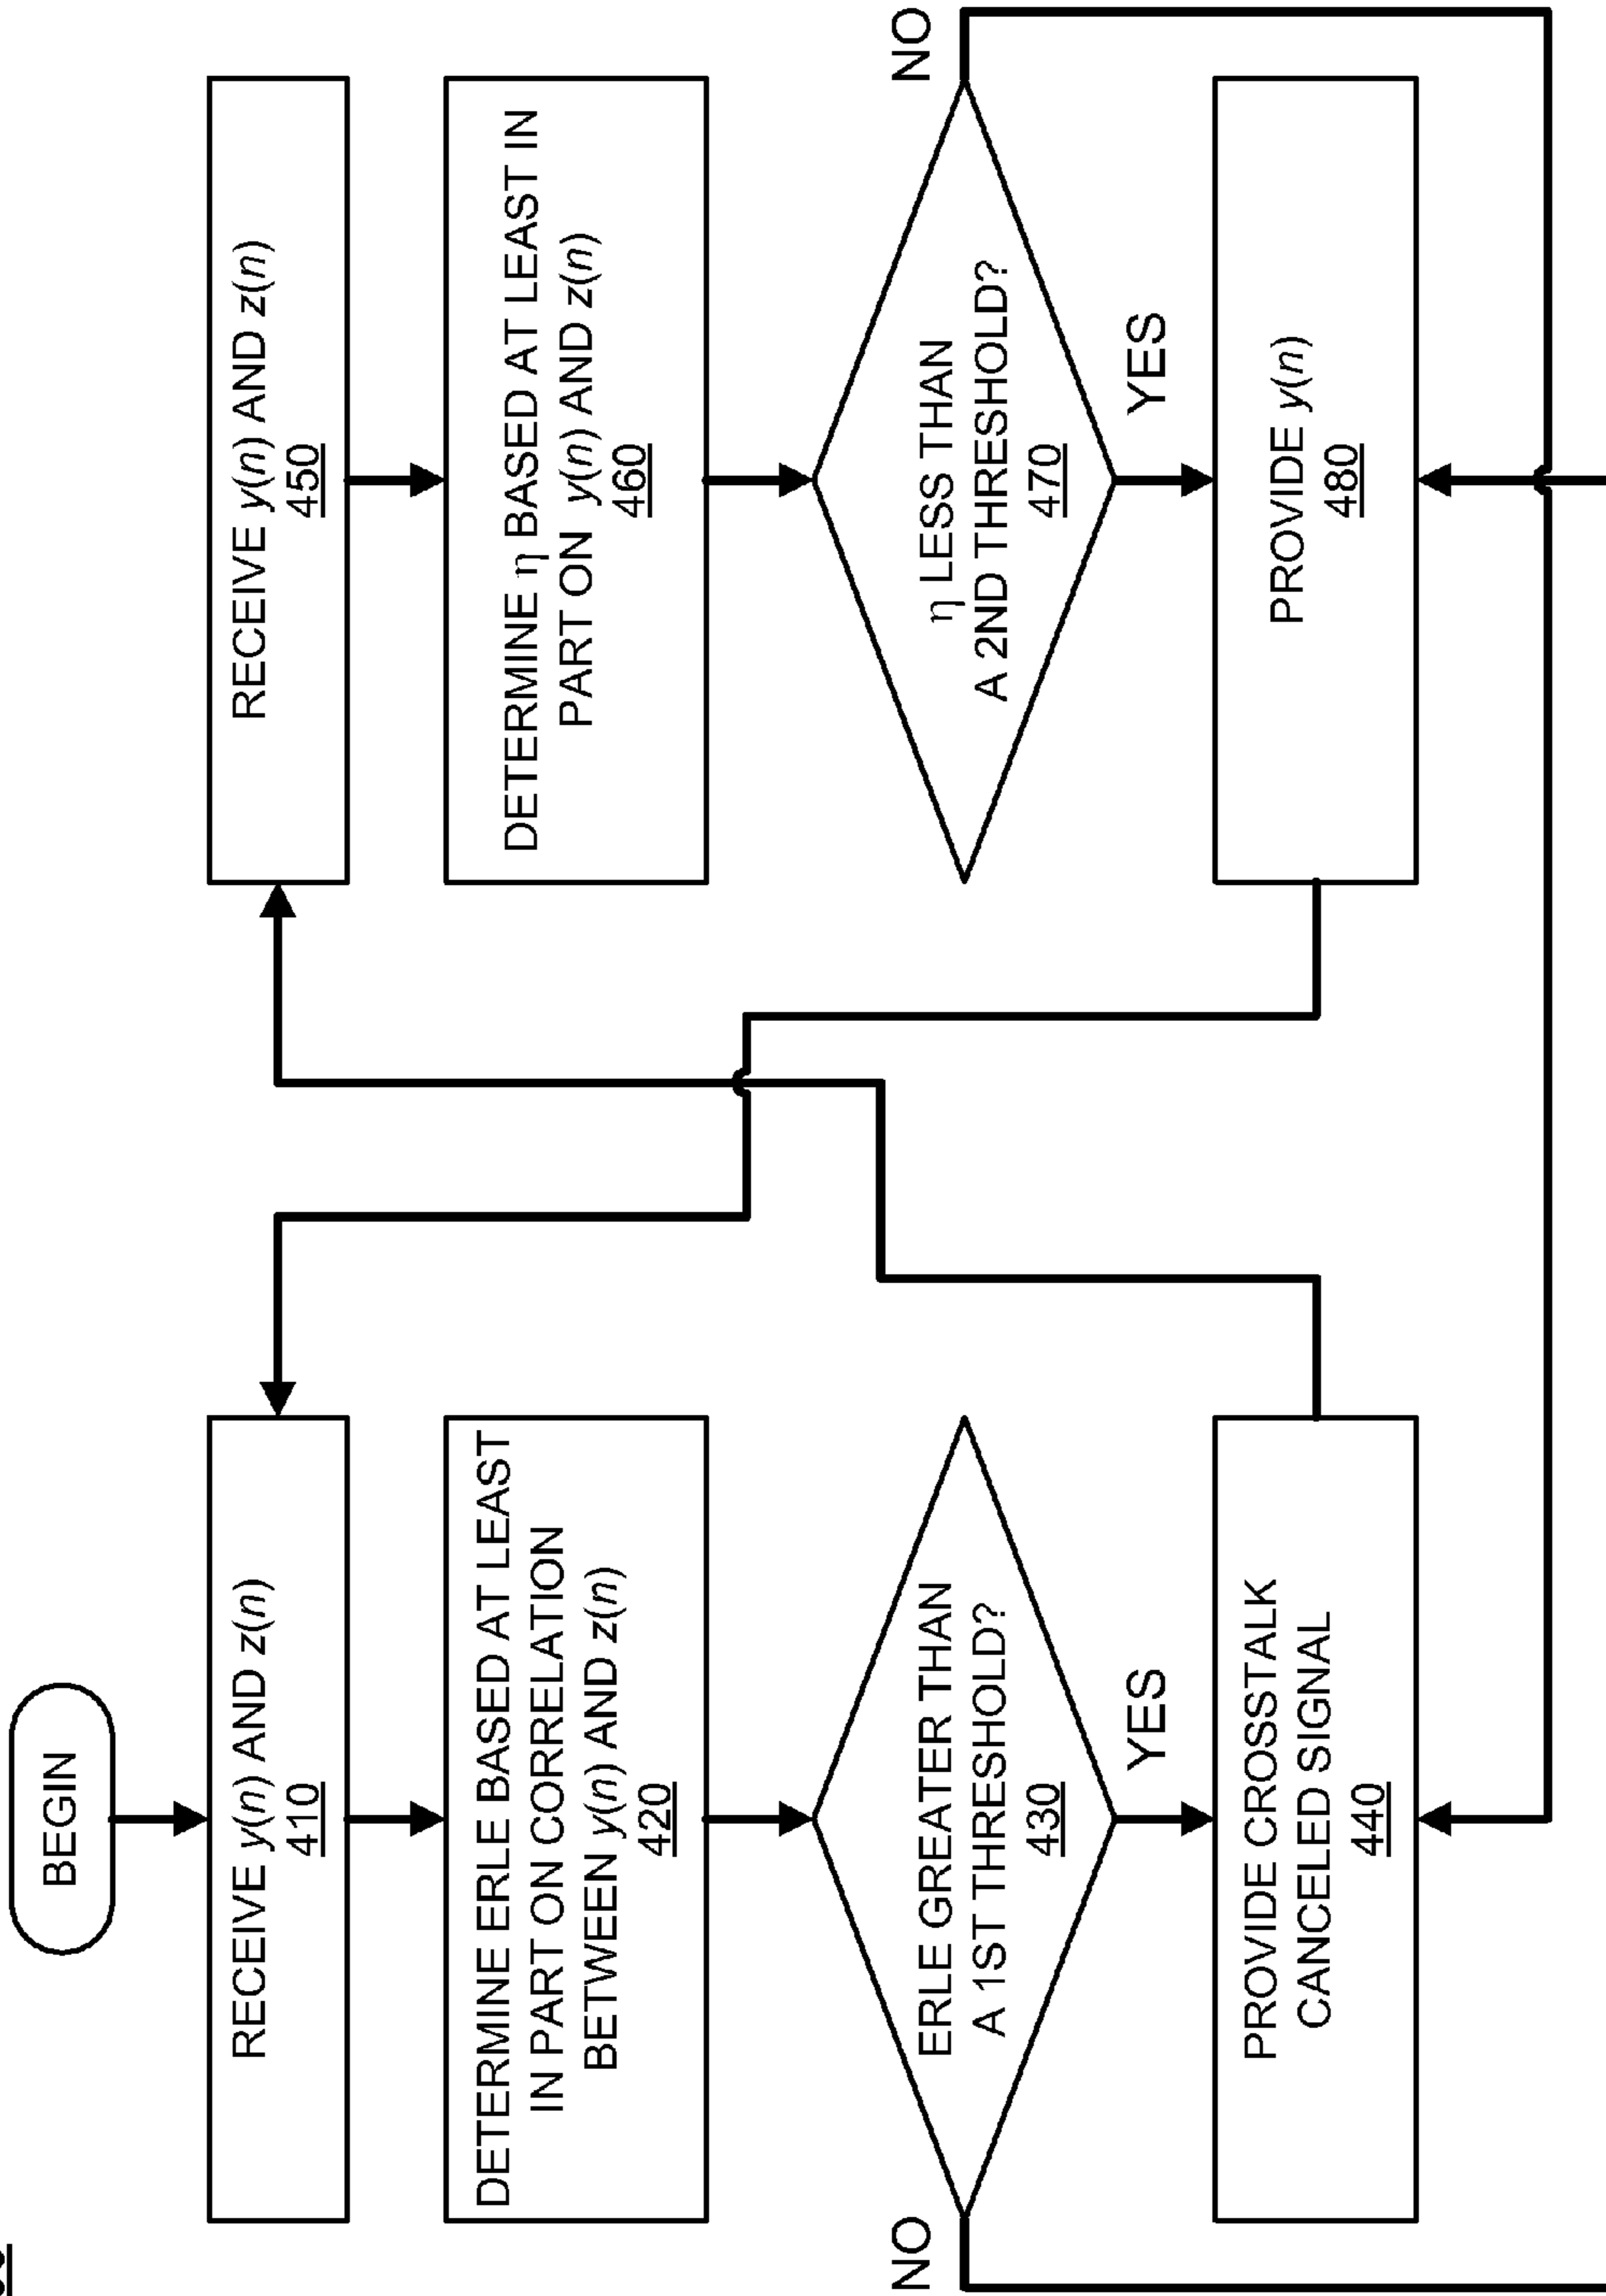 BEGIN
RECEIVE y(n) AND z(n)
410
DETERMINE ERLE BASED AT LEAST
IN PART ON CORRELATION
BETWEEN y(n) AND z(n)
420
ERLE GREATER THAN
A 1ST THRESHOLD?
430
NO
YES
PROVIDE CROSSTALK
CANCELED SIGNAL
440
RECEIVE y(n) AND z(n)
450
DETERMINE η BASED AT LEAST IN
PART ON y(n) AND z(n)
460
η LESS THAN
A 2ND THRESHOLD?
470
NO
YES
PROVIDE y(n)
480